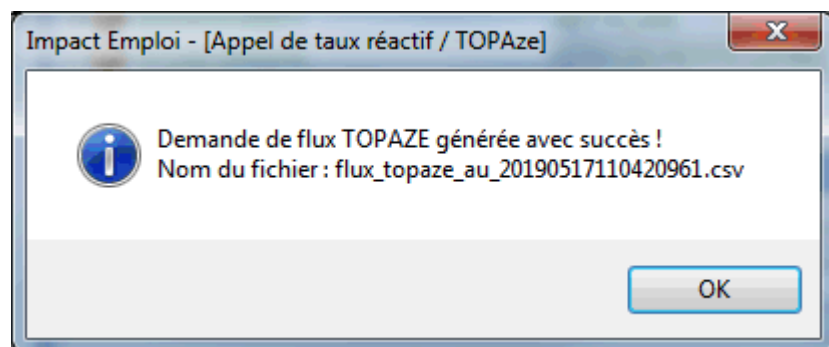 Impact Emploi - [Appel de taux réactif / TOPAze]
Demande de flux TOPAZE générée avec succès !
Nom du fichier : flux_topaze_au_20190517110420961.csv
OK